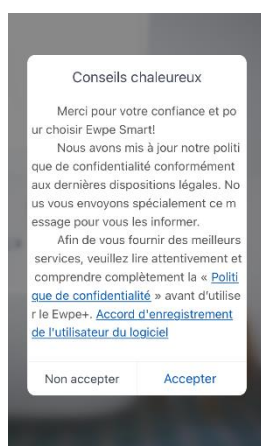 Conseils chaleureux
Merci pour votre confiance et po
ur choisir Ewpe Smart!
Nous avons mis à jour notre politi
que de confidentialité conformément
aux dernières dispositions légales. No
us vous envoyons spécialement ce m
essage pour vous les informer.
Afin de vous fournir des meilleurs
services, veuillez lire attentivement et
comprendre complètement la « Politi
que de confidentialité » avant d'utilise
r le Ewpe+. Accord d'enregistrement
de l'utilisateur du logiciel
Non accepter
Accepter